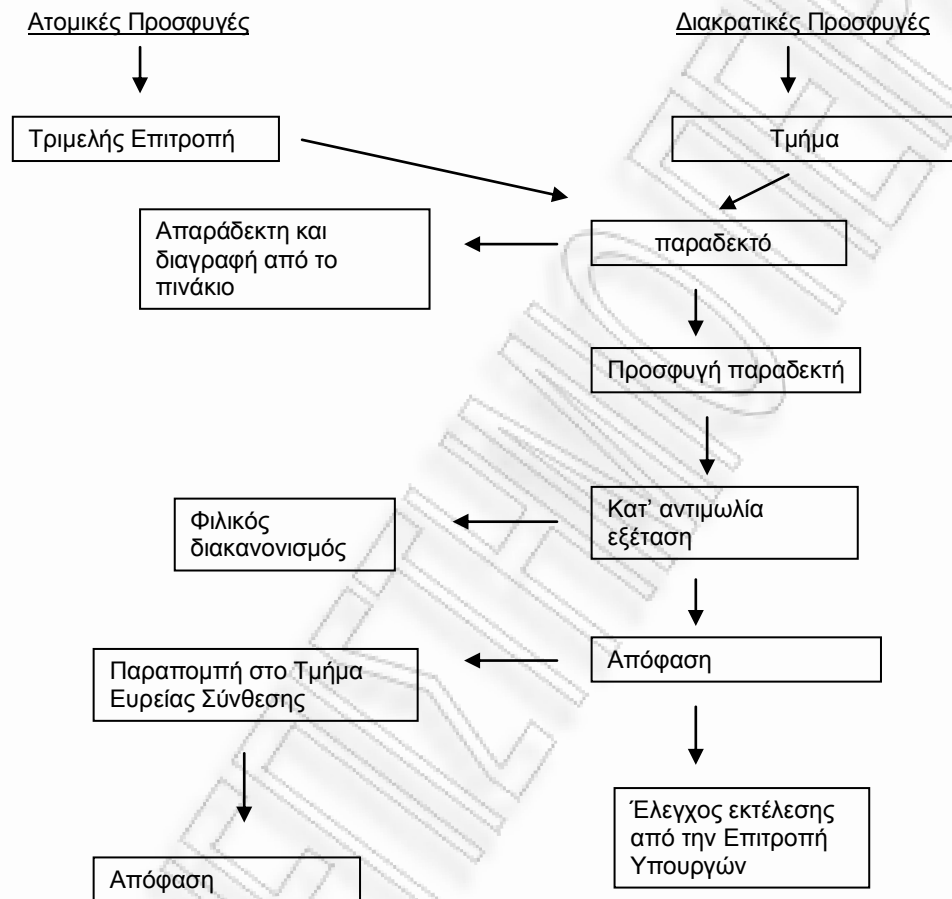 Ατομικές Προσφυγές
Διακρατικές Προσφυγές
Τριμελής Επιτροπή
Τμήμα
Απαράδεκτη και
διαγραφή από το
πινάκιο
παραδεκτό
Προσφυγή παραδεκτή
Φιλικός
διακανονισμός
Κατ’ αντιμωλία
εξέταση
Παραπομπή στο Τμήμα
Ευρείας Σύνθεσης
Απόφαση
Έλεγχος εκτέλεσης
από την Επιτροπή
Υπουργών
Απόφαση